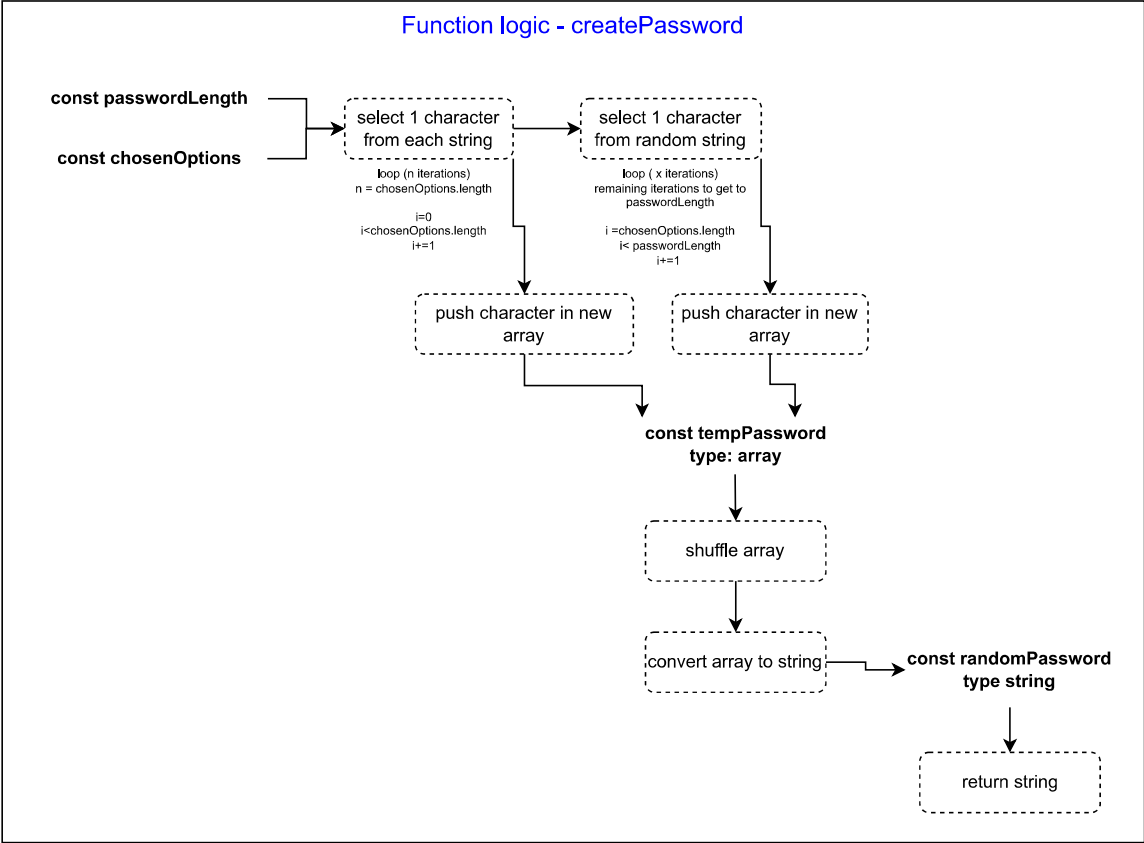 Function logic - createPassword
const passwordLength
const chosenOptions
select 1 character
from each string
loop (n iterations)
n = chosenOptions.length
i=0
i<chosenOptions.length
i+=1
select 1 character
from random string
loop ( x iterations)
remaining iterations to get to
passwordLength
i =chosenOptions.length
i< passwordLength
i+=1
push character in new
array
push character in new
array
const tempPassword
type: array
shuffle array
convert array to string
const randomPassword
type string
return string